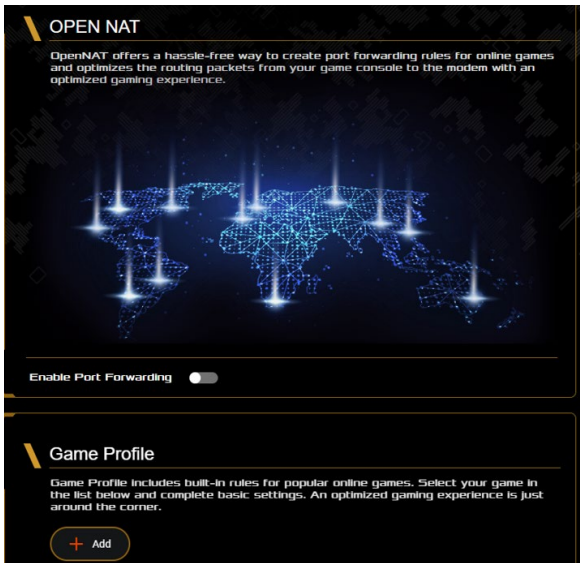 OPEN NAT
OpenNAT offers a hassle-free way to create port forwarding rules for online games
and optimizes the routing packets from your game console to the modem with an
optimized gaming experience.
Enable Port Forwarding
Game Profile
Game Profile includes built-in rules for popular online games. Select your game in
the list below and complete basic settings. An optimized gaming experience is just
around the corner.
Add